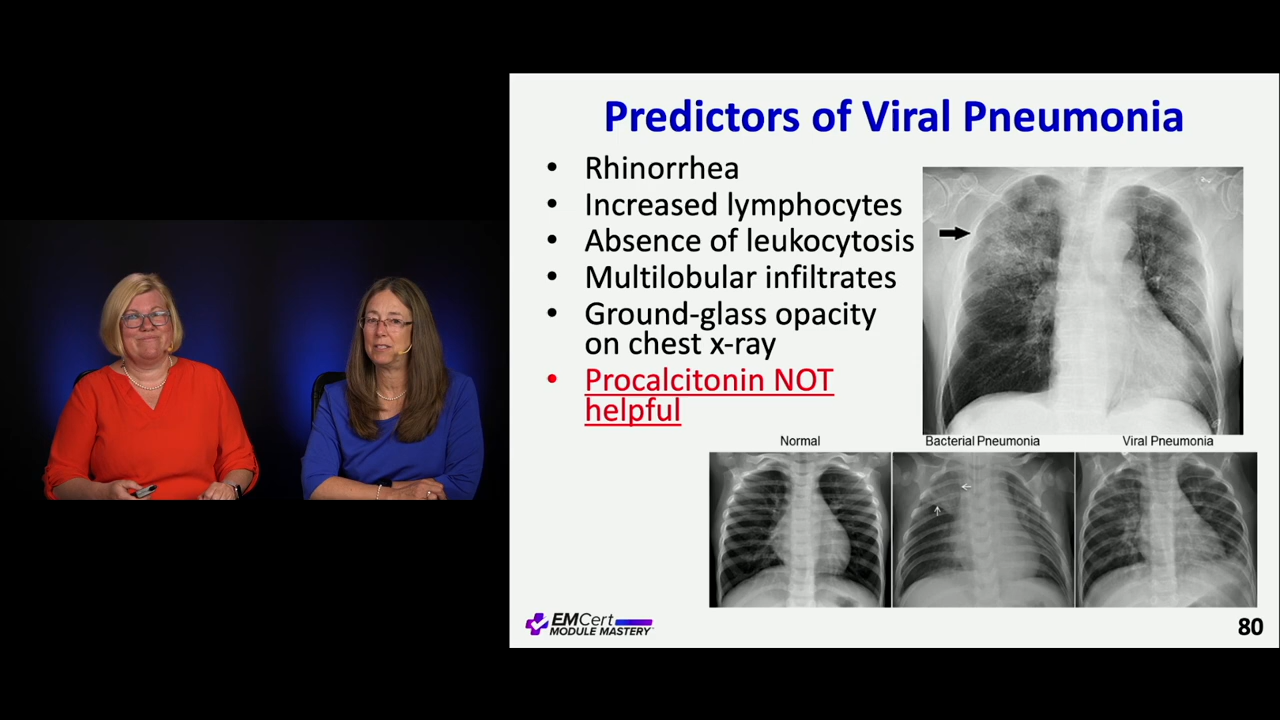 Predictors of Viral Pneumonia
• Rhinorrhea
• Increased lymphocytes
• Absence of leukocytosis
• Multilobular infiltrates
• Ground-glass opacity
on chest x-ray
• Procalcitonin NOT
helpful
Normal
Bacterial Pneumonia
Viral Pneumonia
EMCert
MODULE MASTERY
80